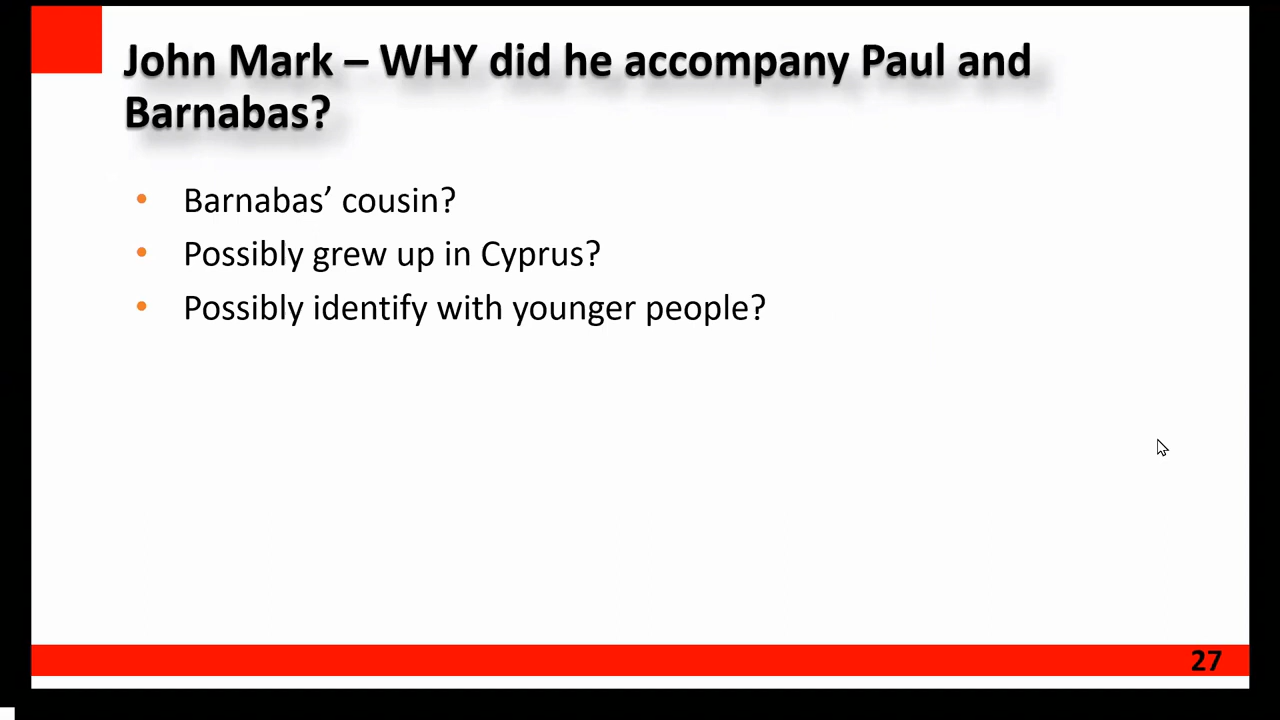 John Mark – WHY did he accompany Paul and
Barnabas?
• Barnabas’ cousin?
• Possibly grew up in Cyprus?
• Possibly identify with younger people?
27